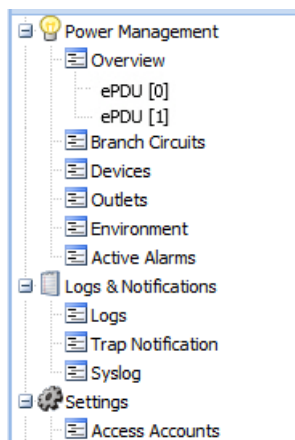 Power Management
Overview
ePDU [0]
ePDU [1]
Branch Circuits
Devices
Outlets
Environment
Active Alarms
Logs & Notifications
Logs
Trap Notification
Syslog
Settings
Access Accounts